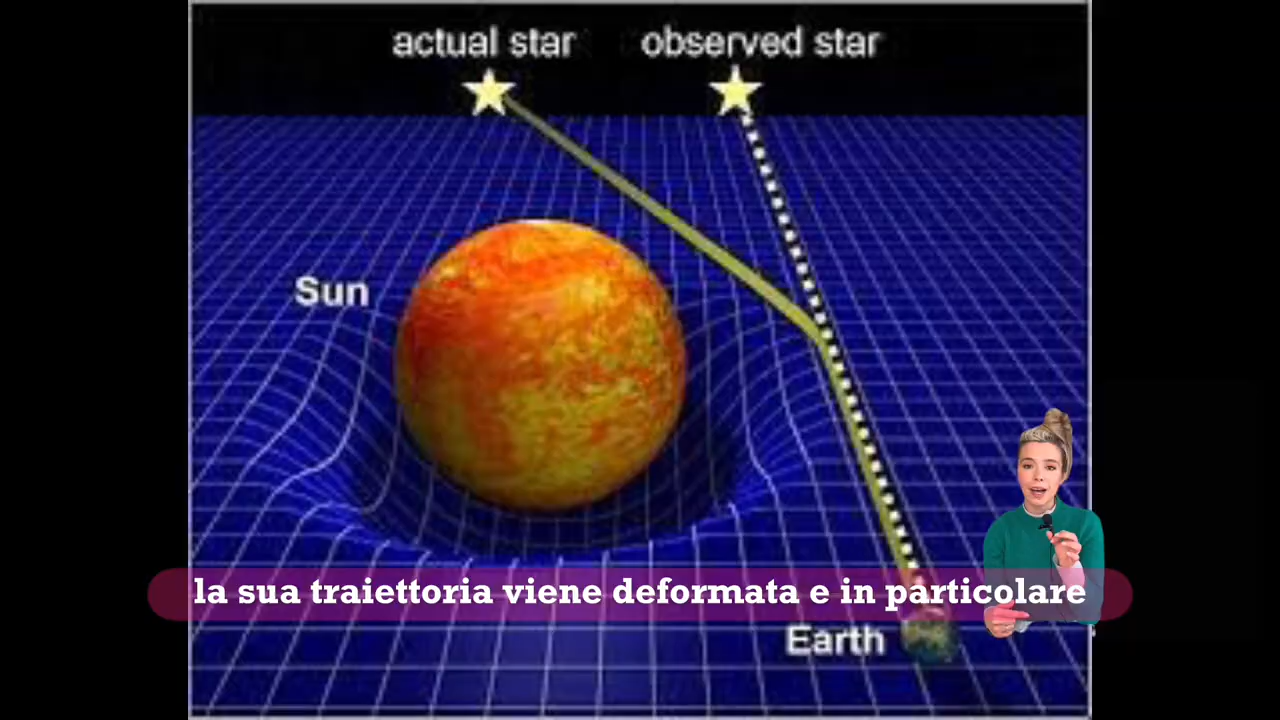 actual star
observed star
Sun
la sua traiettoria viene deformata e in particolare
Earth